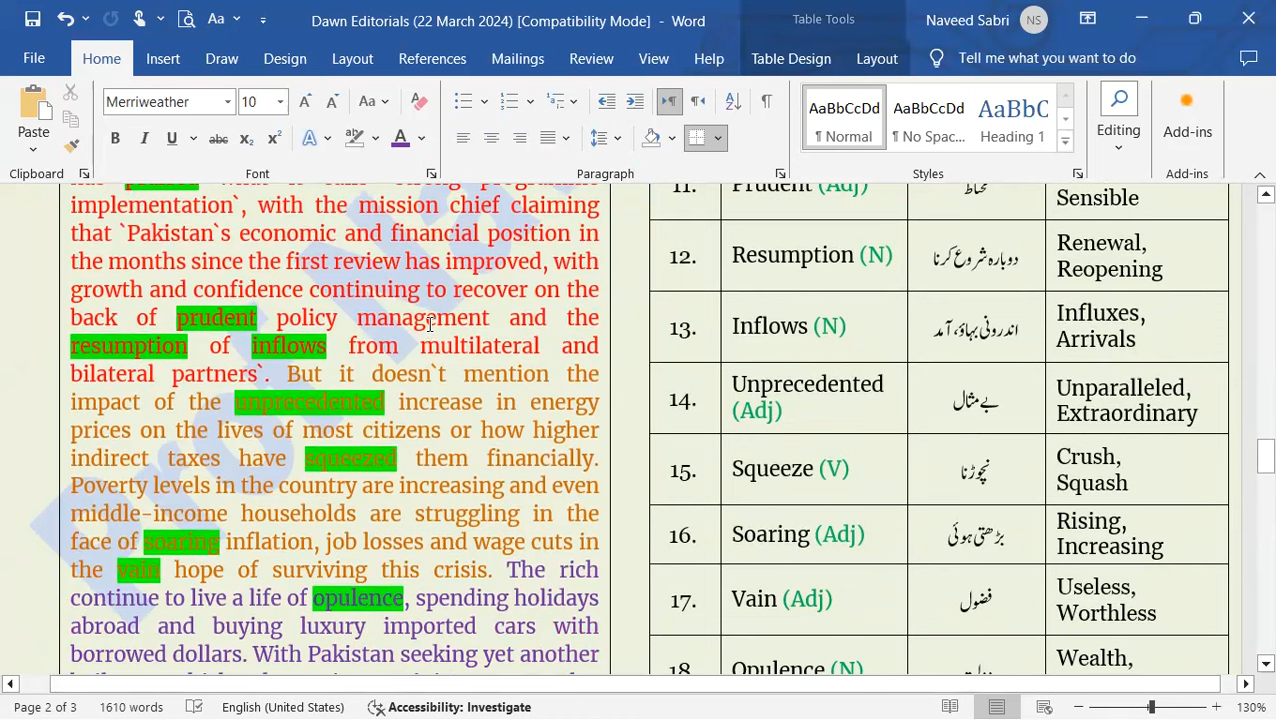 Dawn Editorials (22 March 2024) [Compatibility Mode] - Word
Table Tools
Naveed Sabri NS
File Home Insert Draw Design Layout References Mailings Review View Help Table Design Layout Tell me what you want to do
Paste
Merriweather 10
AaBbCcDd AaBbCcDd AaBbCc
¶ Normal ¶ No Spac... Heading 1
Editing
Add-ins
Clipboard Font Paragraph Styles Add-ins
implementation`, with the mission chief claiming
that `Pakistan`s economic and financial position in
the months since the first review has improved, with
growth and confidence continuing to recover on the
back of prudent policy management and the
resumption of inflows from multilateral and
bilateral partners`. But it doesn`t mention the
impact of the unprecedented increase in energy
prices on the lives of most citizens or how higher
indirect taxes have squeezed them financially.
Poverty levels in the country are increasing and even
middle-income households are struggling in the
face of soaring inflation, job losses and wage cuts in
the vain hope of surviving this crisis. The rich
continue to live a life of opulence, spending holidays
abroad and buying luxury imported cars with
borrowed dollars. With Pakistan seeking yet another
11. Prudent (Adj) محتاط Sensible
12. Resumption (N) دوبارہ شروع کرنا Renewal,
Reopening
13. Inflows (N) اندرونی بہاؤ، آمد Influxes,
Arrivals
14. Unprecedented
(Adj) بے مثال Unparalleled,
Extraordinary
15. Squeeze (V) نچوڑنا Crush,
Squash
16. Soaring (Adj) بڑھتی ہوئی Rising,
Increasing
17. Vain (Adj) فضول Useless,
Worthless
18. Opulence (N) Wealth,
Page 2 of 3 1610 words English (United States) Accessibility: Investigate 130%